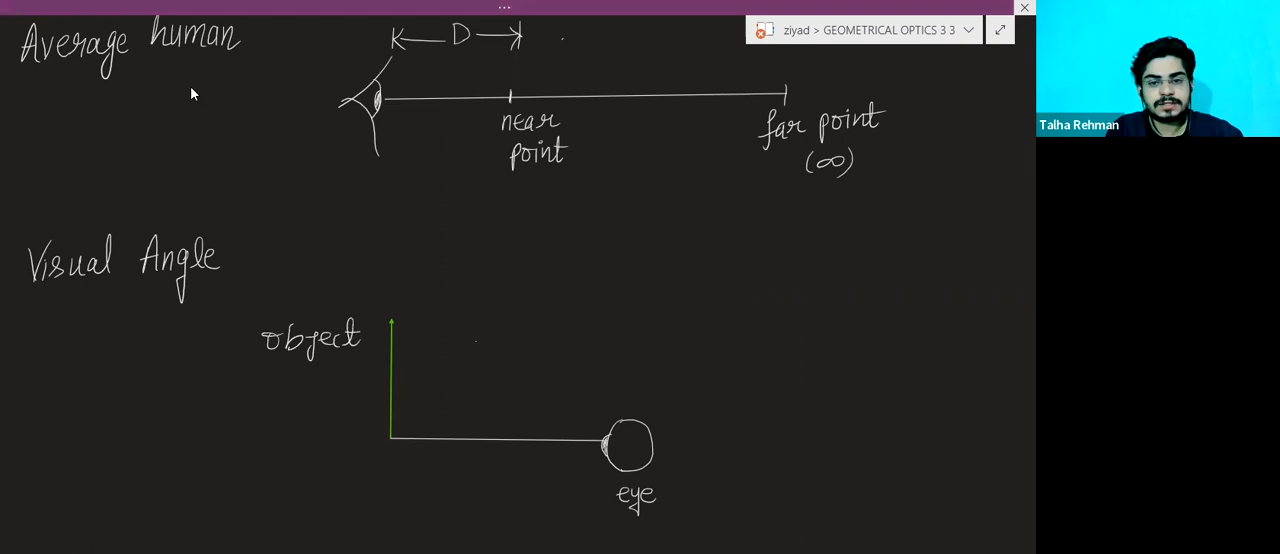 Average human
K D
ziyad > GEOMETRICAL OPTICS 3 3
Talha Rehman
near
point
far point
(∞)
Visual Angle
object
eye